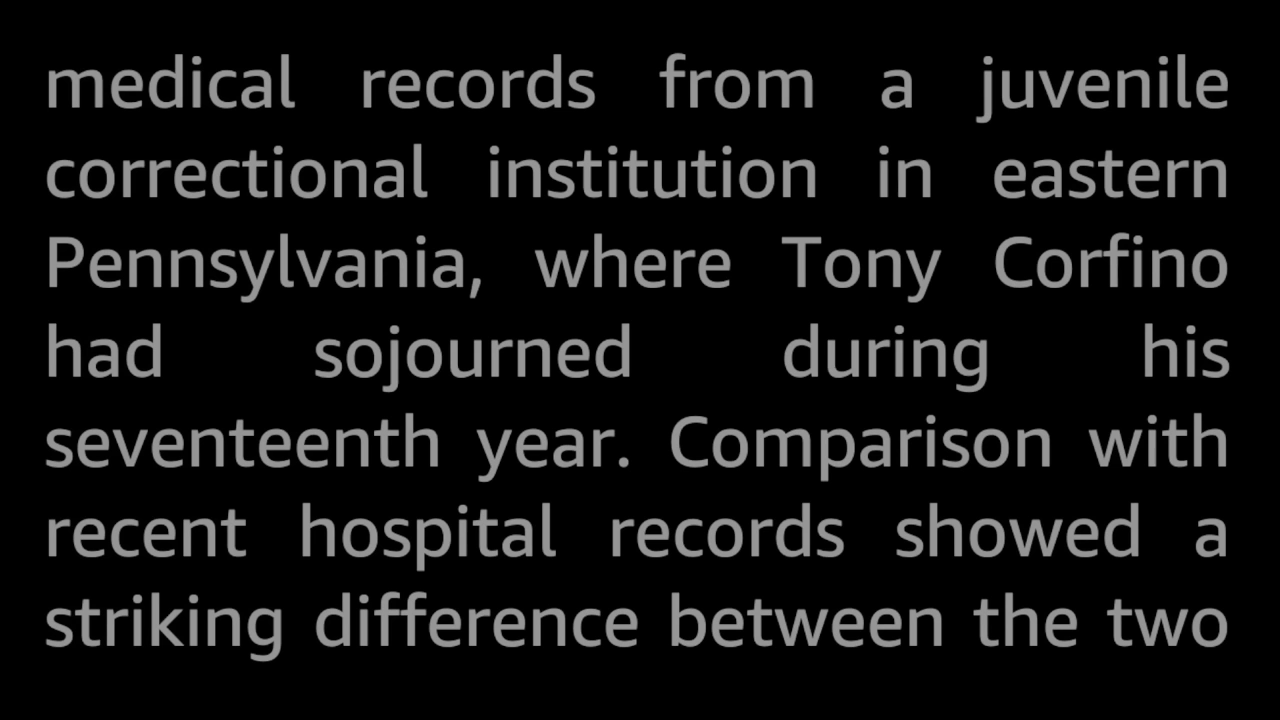 medical records from a juvenile
correctional institution in eastern
Pennsylvania, where Tony Corfino
had sojourned during his
seventeenth year. Comparison with
recent hospital records showed a
striking difference between the two